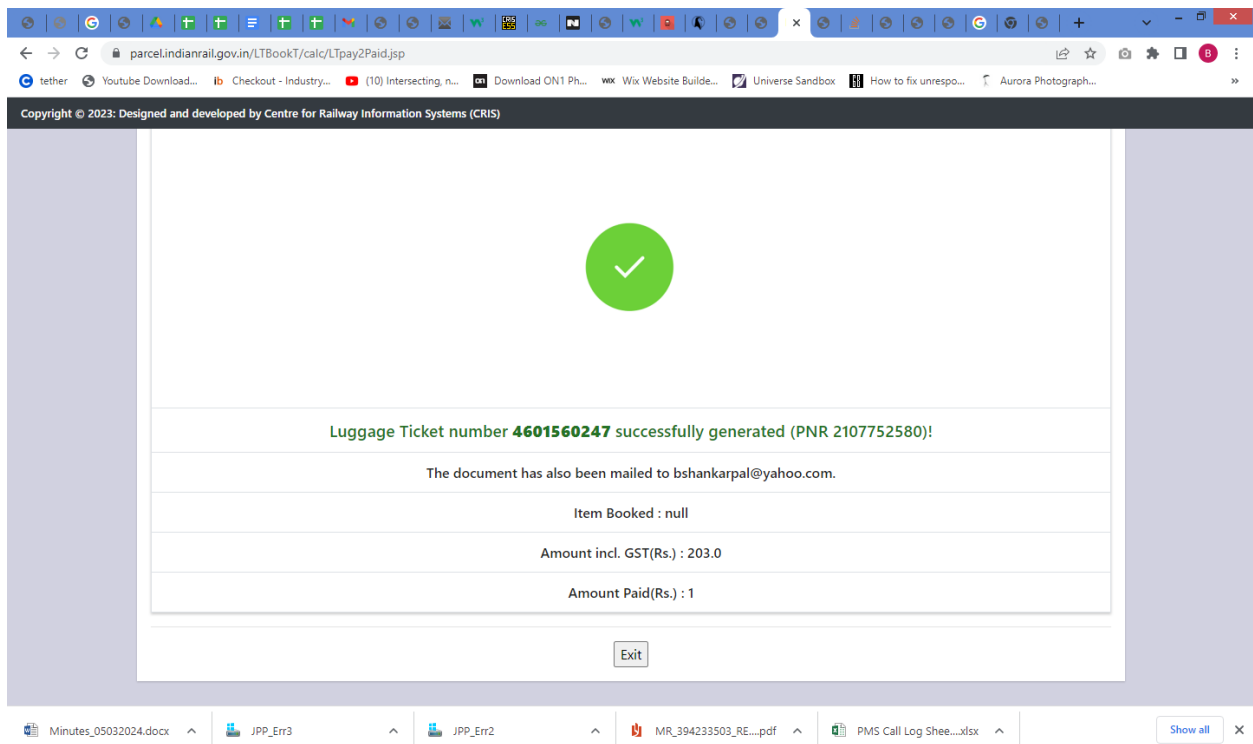 parcel.indianrail.gov.in/LTBookT/calc/LTpay2Paid.jsp
B
tether Youtube Download... Checkout - Industry... (10) Intersecting, n... Download ON1 Ph... Wix Website Builde... Universe Sandbox How to fix unrespo... Aurora Photograph... »
Copyright © 2023: Designed and developed by Centre for Railway Information Systems (CRIS)
Luggage Ticket number 4601560247 successfully generated (PNR 2107752580)!
The document has also been mailed to bshankarpal@yahoo.com.
Item Booked : null
Amount incl. GST(Rs.) : 203.0
Amount Paid(Rs.) : 1
Exit
Minutes_05032024.docx JPP_Err3 JPP_Err2 MR_394233503_RE....pdf PMS Call Log Shee....xlsx Show all